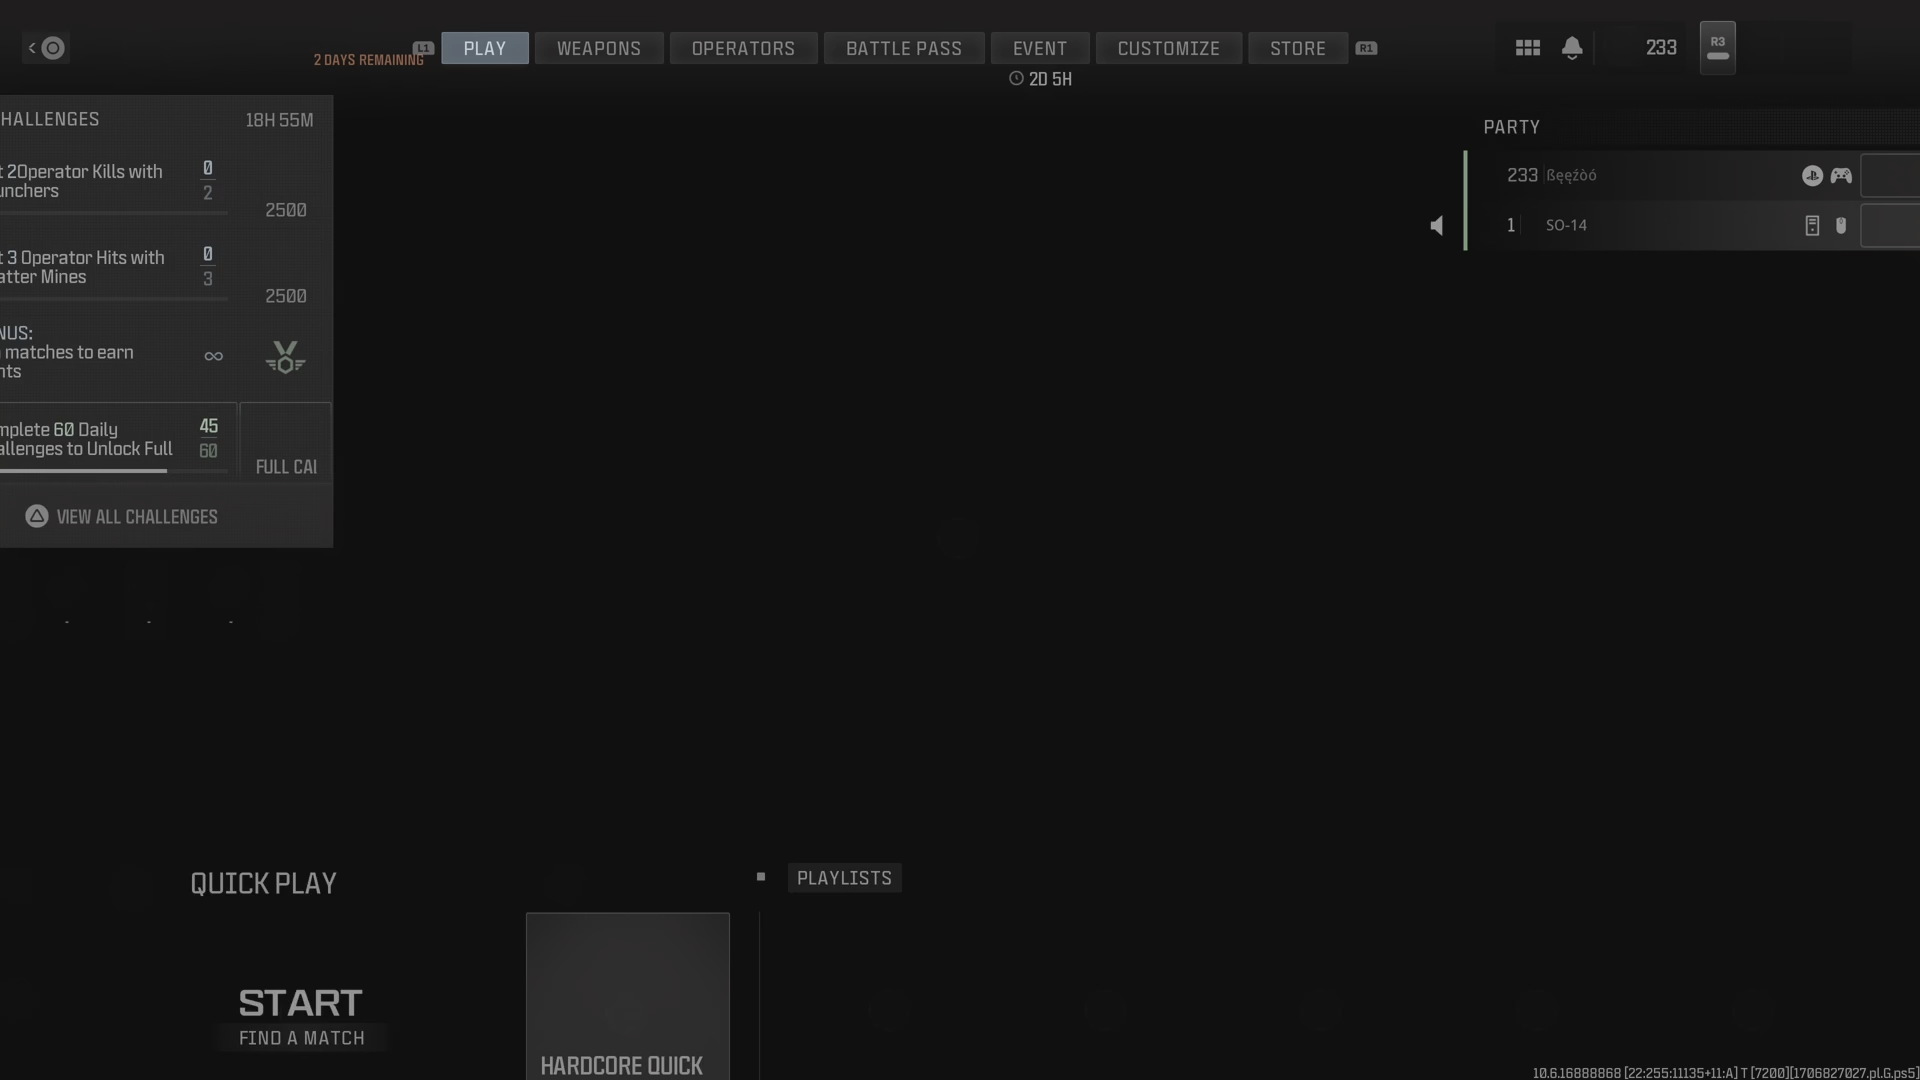 2 DAYS REMAINING
L1
PLAY
WEAPONS
OPERATORS
BATTLE PASS
EVENT
CUSTOMIZE
STORE
R1
2D 5H
233
R3
HALLENGES
18H 55M
t 2Operator Kills with
unchers
0
2
2500
t 3 Operator Hits with
atter Mines
0
3
2500
NUS:
matches to earn
nts
∞
mplete 60 Daily
allenges to Unlock Full
45
60
FULL CAI
VIEW ALL CHALLENGES
PARTY
233 ßęęźòó
1 SO-14
QUICK PLAY
START
FIND A MATCH
HARDCORE QUICK
PLAYLISTS
10.6.16888868 [22:255:11135+11:A] T [7200][1706827027.pl.G.ps5]